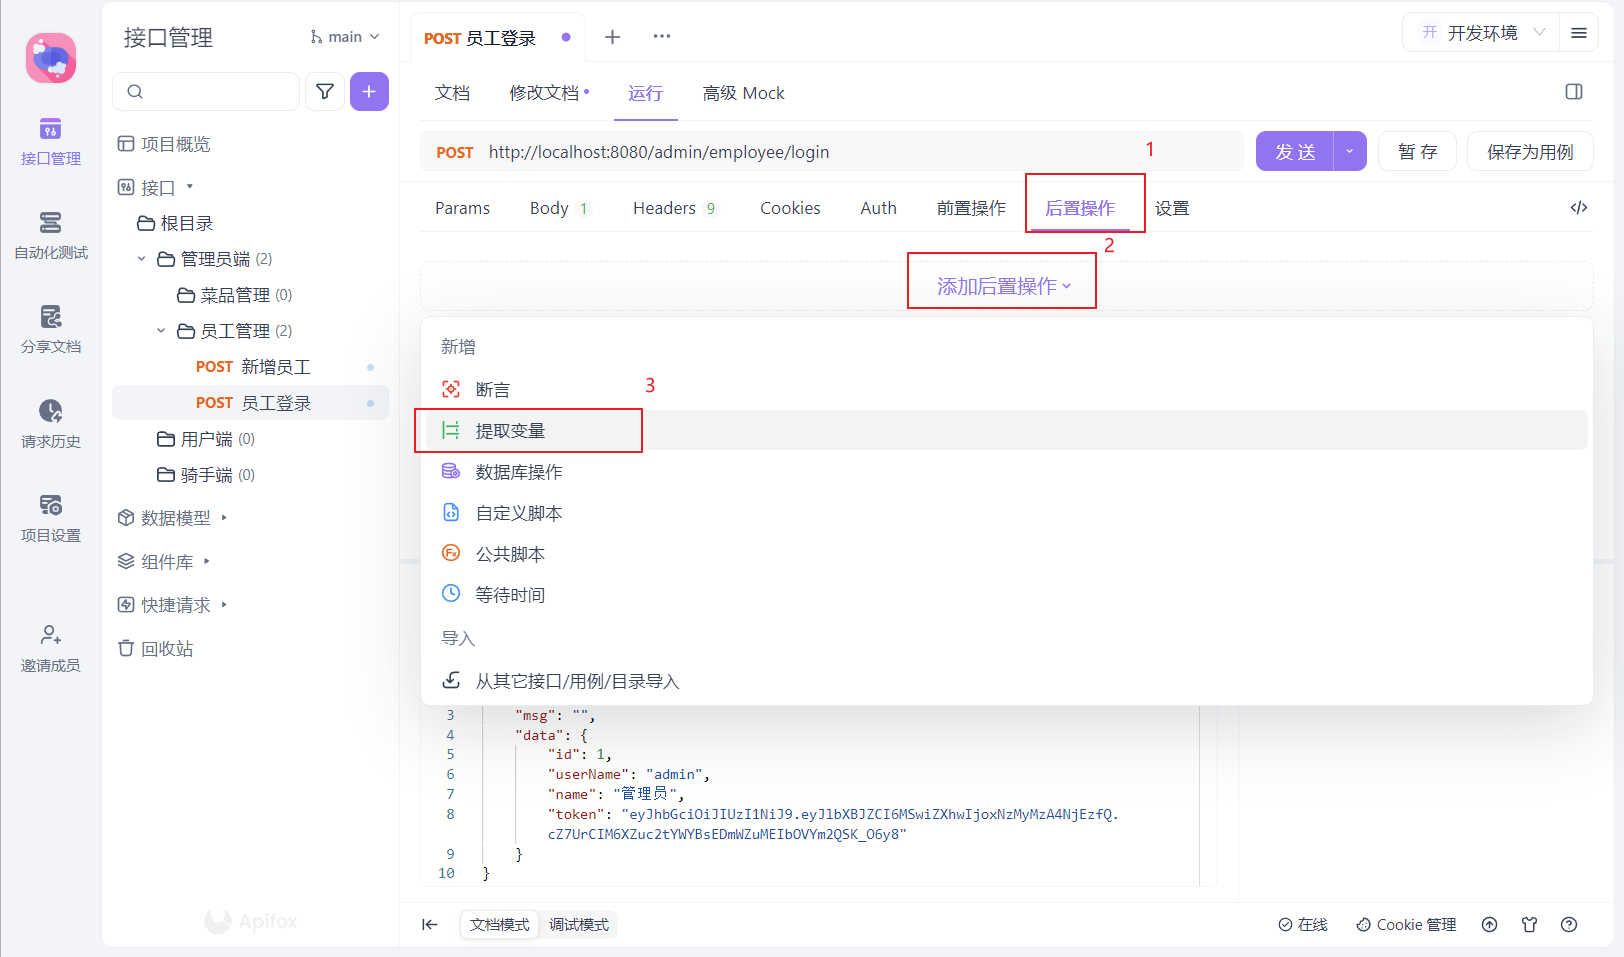 接口管理
main
POST 员工登录
开 开发环境
文档
修改文档
运行
高级 Mock
POST http://localhost:8080/admin/employee/login
1
发 送
暂 存
保存为用例
Params
Body 1
Headers 9
Cookies
Auth
前置操作
后置操作
设置
2
添加后置操作
新增
断言
3
提取变量
数据库操作
自定义脚本
公共脚本
等待时间
导入
从其它接口/用例/目录导入
3 "msg": "",
4 "data": {
5 "id": 1,
6 "userName": "admin",
7 "name": "管理员",
8 "token": "eyJhbGciOiJIUzI1NiJ9.eyJlbXBJZCI6MSwiZXhwIjoxNzMyMzA4NjEzfQ.
cZ7UrCIM6XZuc2tYWYBsEDmWZuMEIbOVYm2QSK_O6y8"
9 }
10 }
接口管理
自动化测试
分享文档
请求历史
项目设置
邀请成员
项目概览
接口
根目录
管理员端 (2)
菜品管理 (0)
员工管理 (2)
POST 新增员工
POST 员工登录
用户端 (0)
骑手端 (0)
数据模型
组件库
快捷请求
回收站
Apifox
文档模式
调试模式
在线
Cookie 管理